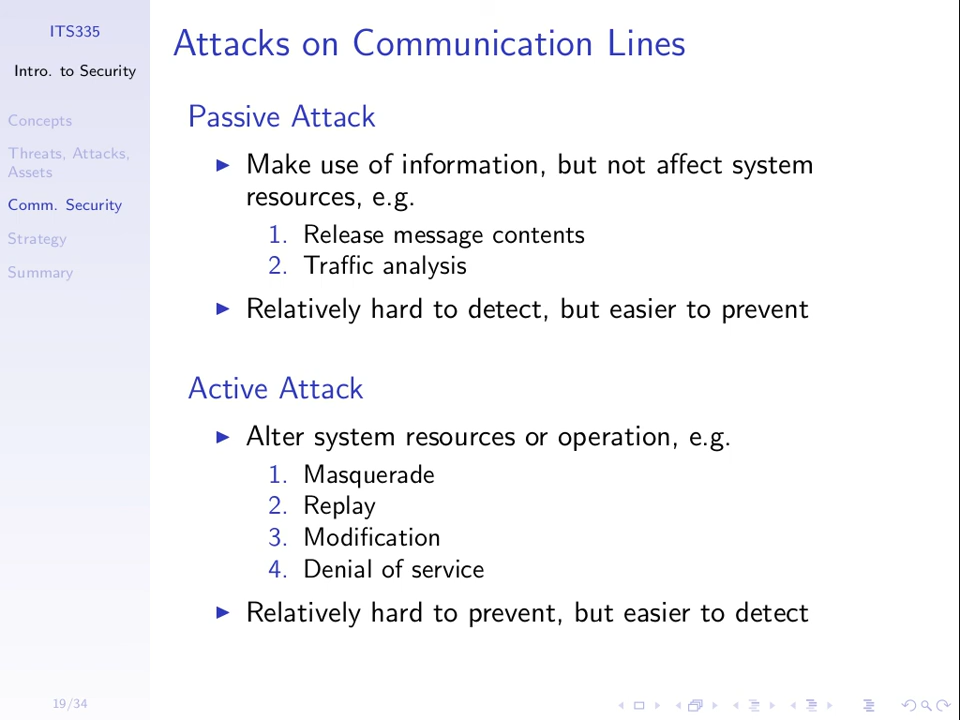 ITS335
Intro. to Security
Concepts
Threats, Attacks,
Assets
Comm. Security
Strategy
Summary
19/34
Attacks on Communication Lines
Passive Attack
Make use of information, but not affect system
resources, e.g.
1. Release message contents
2. Traffic analysis
Relatively hard to detect, but easier to prevent
Active Attack
Alter system resources or operation, e.g.
1. Masquerade
2. Replay
3. Modification
4. Denial of service
Relatively hard to prevent, but easier to detect